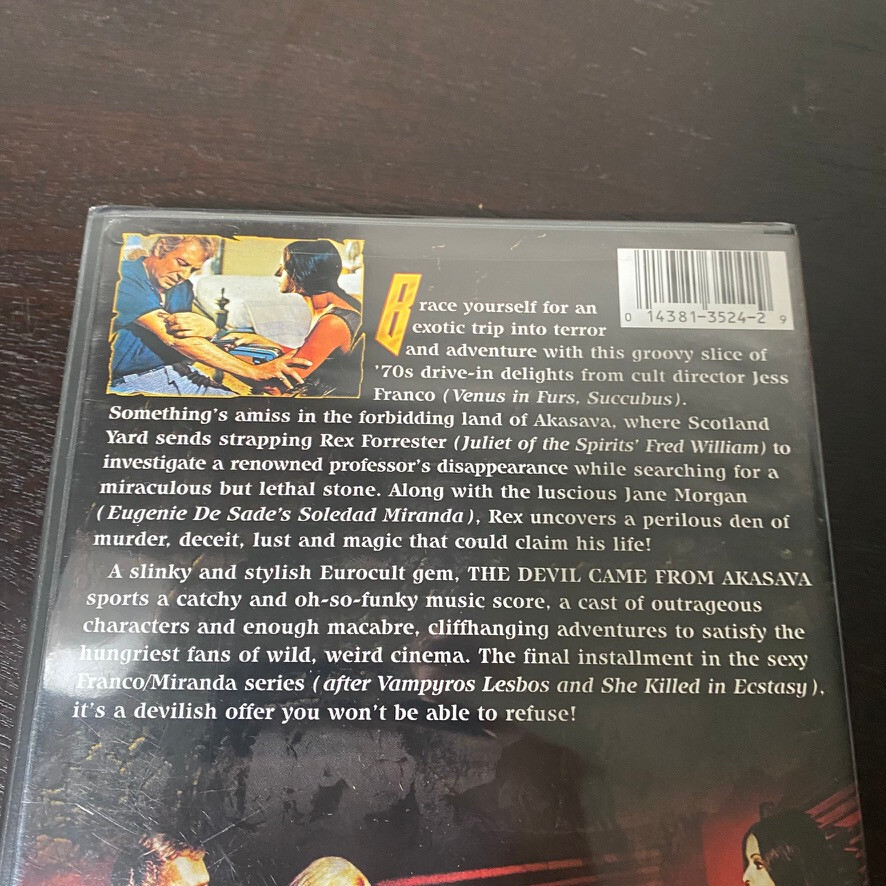 Brace yourself for an
exotic trip into terror
and adventure with this groovy slice of
'70s drive-in delights from cult director Jess
Franco (Venus in Furs, Succubus).
Something's amiss in the forbidding land of Akasava, where Scotland
Yard sends strapping Rex Forrester (Juliet of the Spirits' Fred William) to
investigate a renowned professor's disappearance while searching for a
miraculous but lethal stone. Along with the luscious Jane Morgan
(Eugenie De Sade's Soledad Miranda), Rex uncovers a perilous den of
murder, deceit, lust and magic that could claim his life!
A slinky and stylish Eurocult gem, THE DEVIL CAME FROM AKASAVA
sports a catchy and oh-so-funky music score, a cast of outrageous
characters and enough macabre, cliffhanging adventures to satisfy the
hungriest fans of wild, weird cinema. The final installment in the sexy
Franco/Miranda series (after Vampyros Lesbos and She Killed in Ecstasy),
it's a devilish offer you won't be able to refuse!
0 14381-3524-2 9